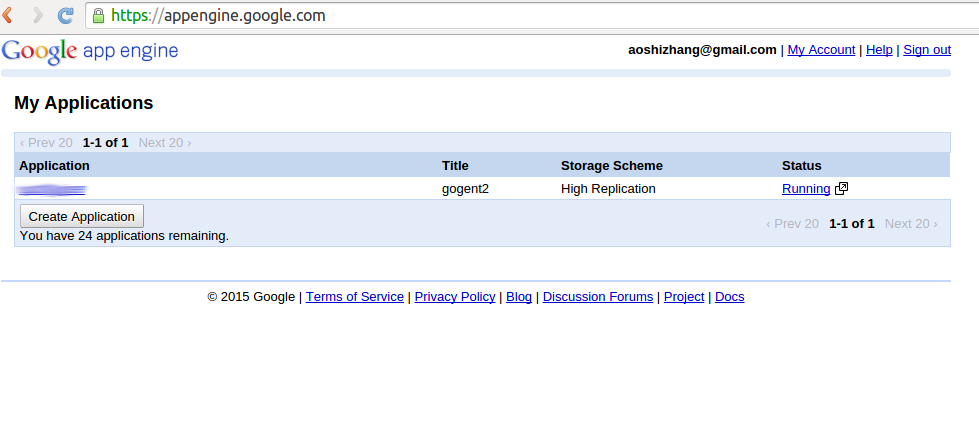 https://appengine.google.com
Google app engine
aoshizhang@gmail.com | My Account | Help | Sign out
My Applications
‹ Prev 20 1-1 of 1 Next 20 ›
Application Title Storage Scheme Status
gogent2 High Replication Running
Create Application
You have 24 applications remaining.
‹ Prev 20 1-1 of 1 Next 20 ›
© 2015 Google | Terms of Service | Privacy Policy | Blog | Discussion Forums | Project | Docs